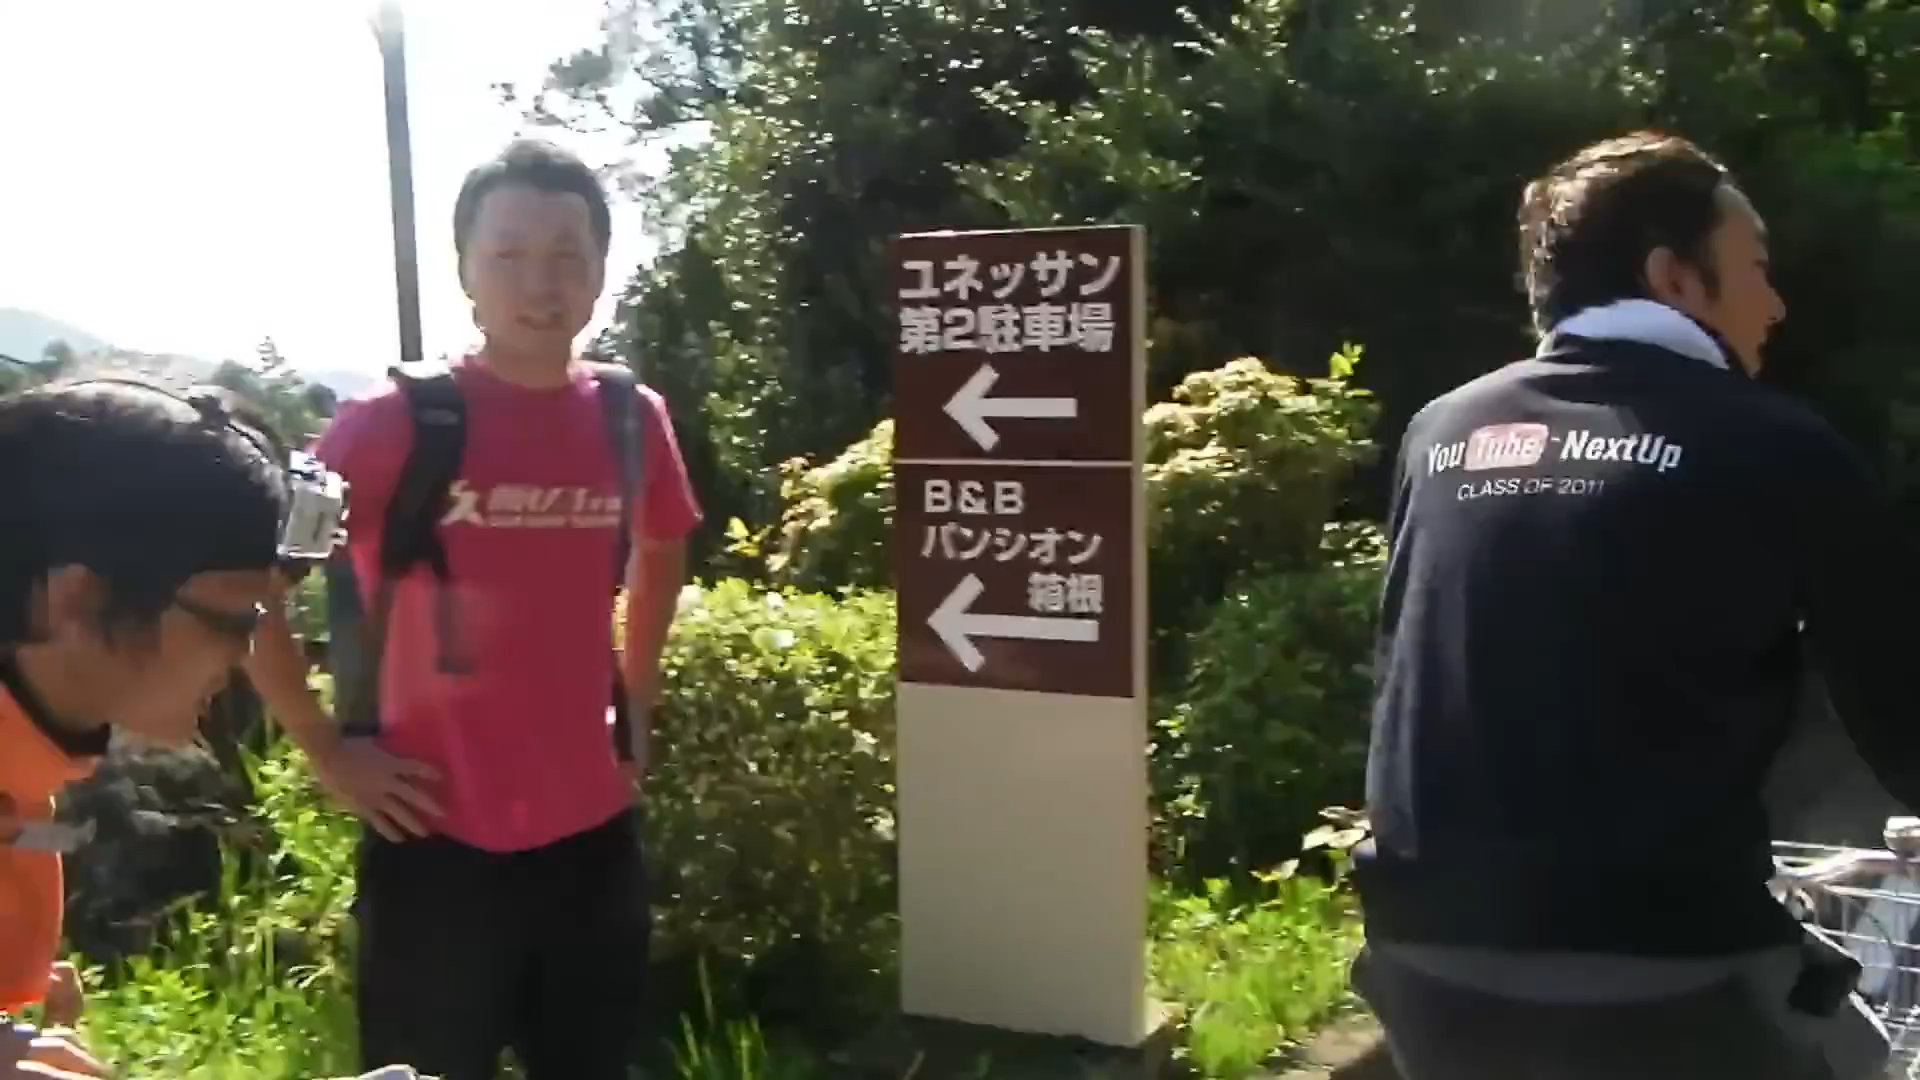 ユネッサン
第2駐車場
B&B
パンシオン
箱根
YouTube NextUp
CLASS OF 2011